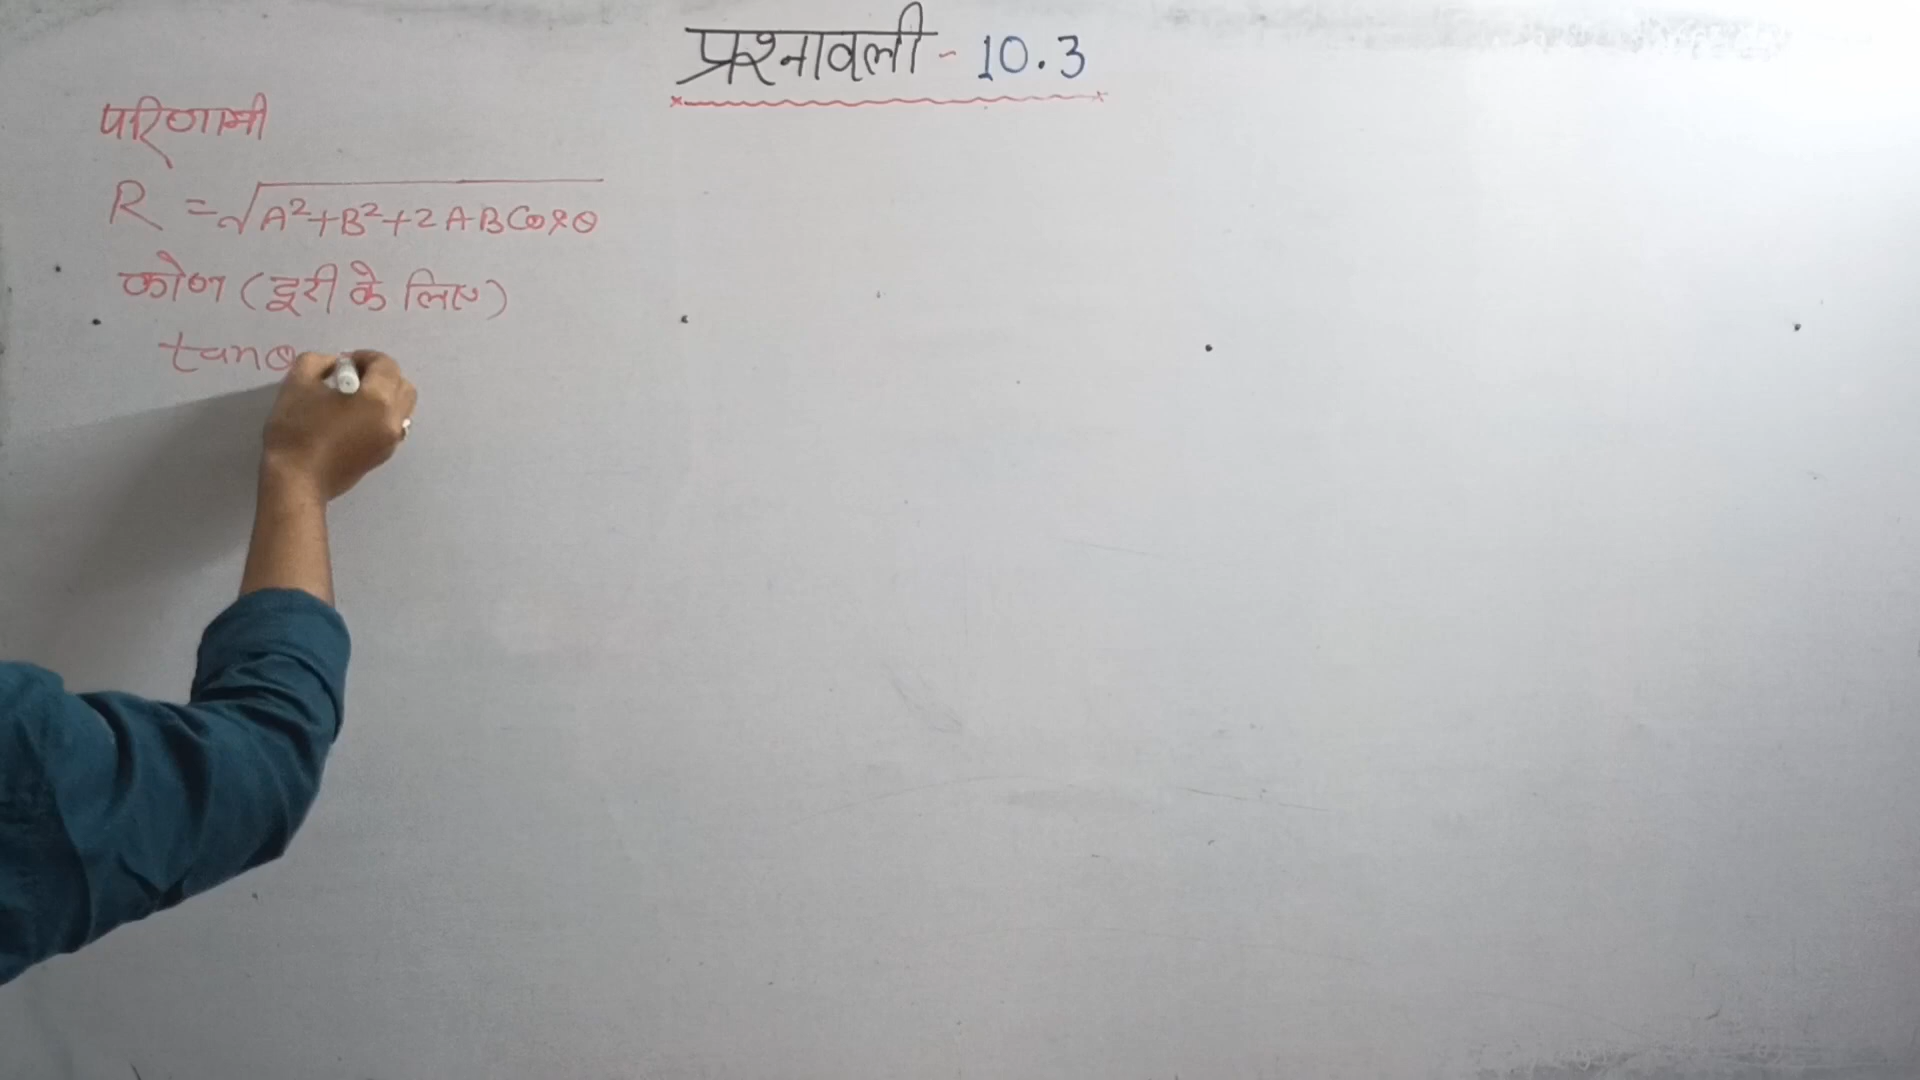 प्रश्नावली - 10.3
परिणामी
R = √A²+B²+2ABCosθ
कोण (दूरी के लिए)
tanθ